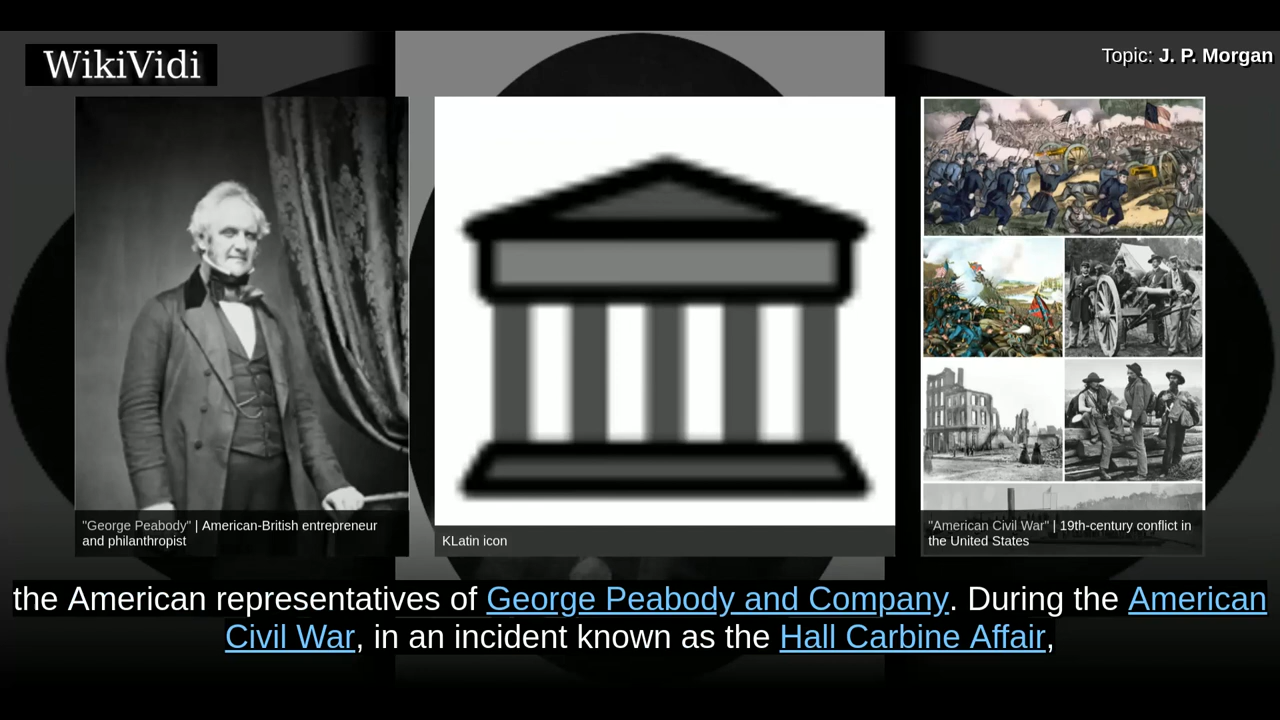 WikiVidi
Topic: J. P. Morgan
"George Peabody" | American-British entrepreneur
and philanthropist
KLatin icon
"American Civil War" | 19th-century conflict in
the United States
the American representatives of George Peabody and Company. During the American
Civil War, in an incident known as the Hall Carbine Affair,